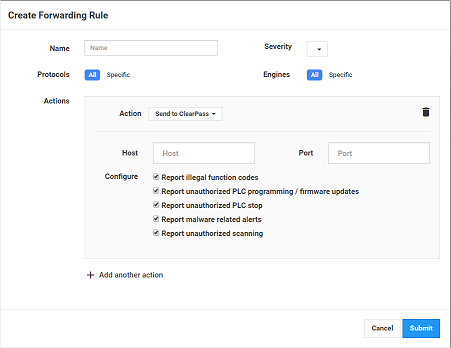 Create Forwarding Rule
Name Name Severity
Protocols All Specific Engines All Specific
Actions
Action Send to ClearPass
Host Host Port Port
Configure Report illegal function codes
Report unauthorized PLC programming / firmware updates
Report unauthorized PLC stop
Report malware related alerts
Report unauthorized scanning
Add another action
Cancel Submit